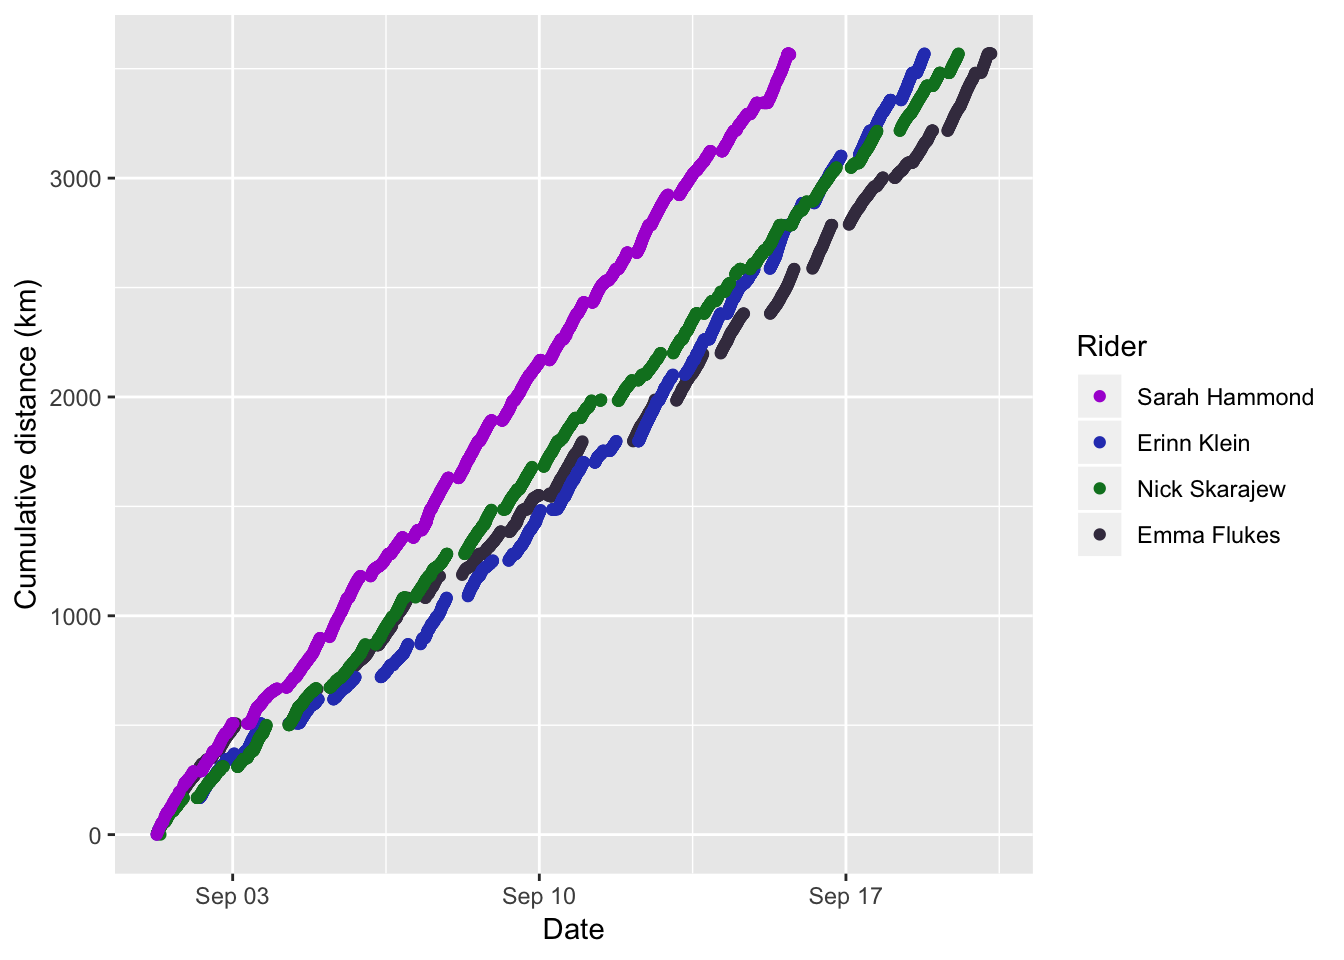 Cumulative distance (km)
3000
2000
1000
0
Sep 03
Sep 10
Sep 17
Date
Rider
Sarah Hammond
Erinn Klein
Nick Skarajew
Emma Flukes